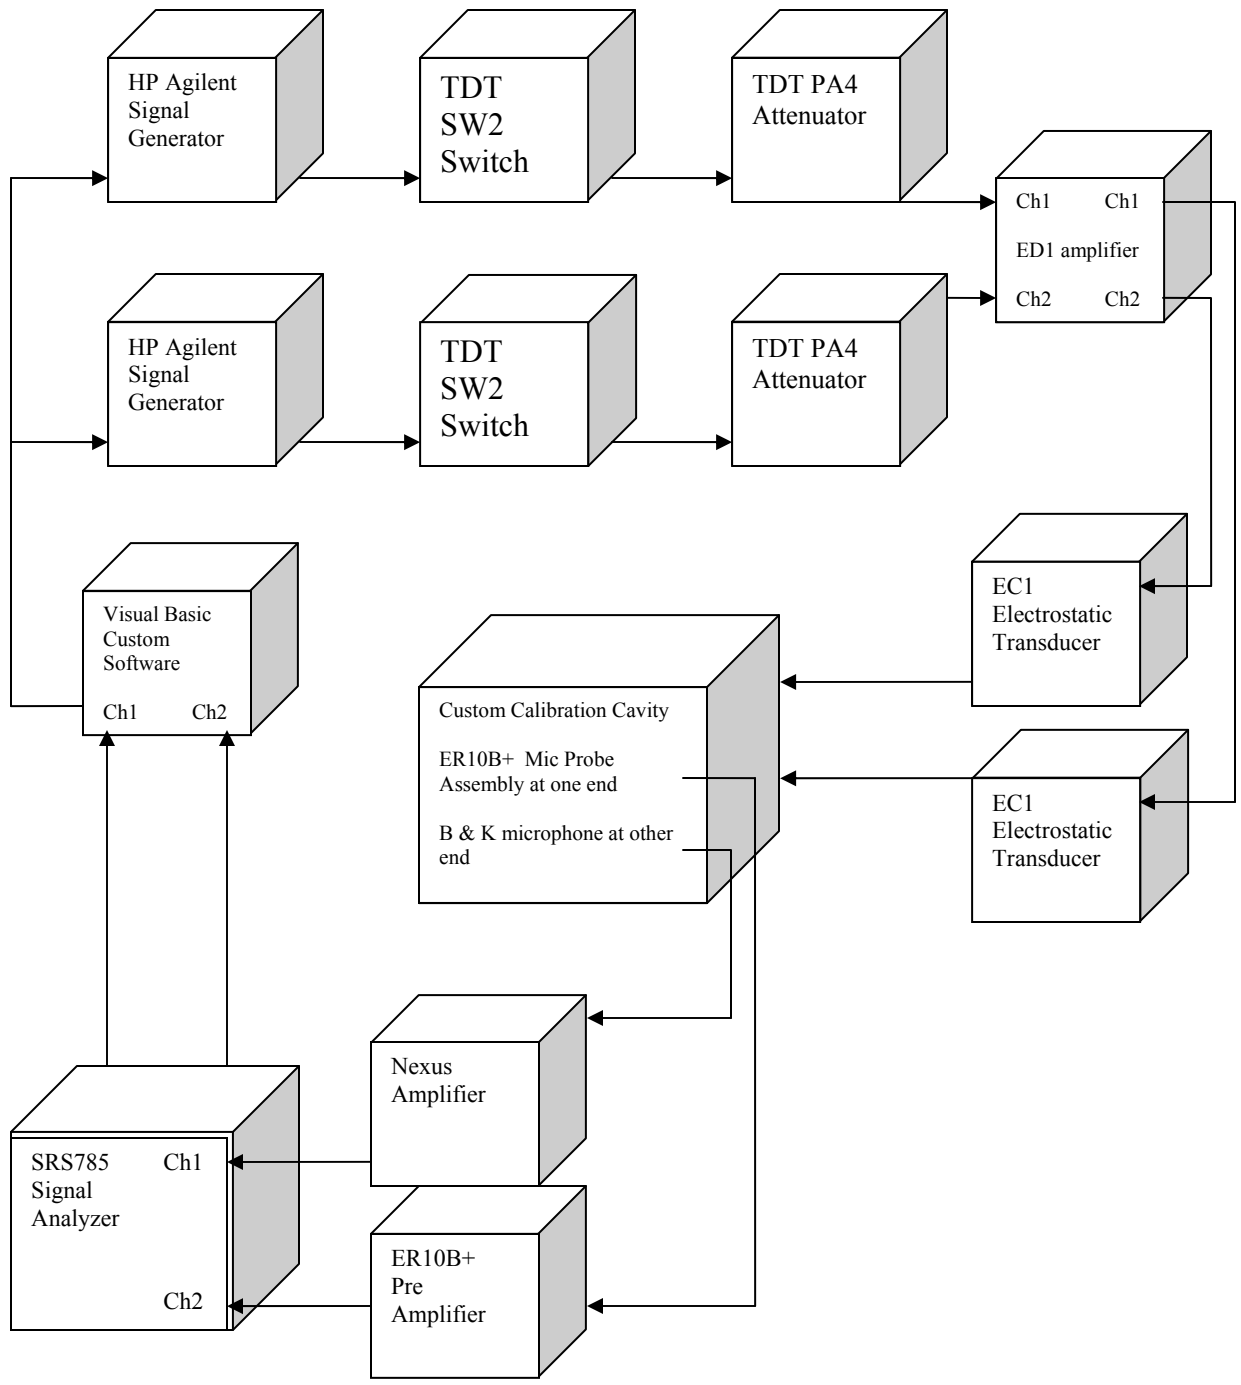 HP Agilent
Signal
Generator
TDT
SW2
Switch
TDT PA4
Attenuator
Ch1 Ch1
ED1 amplifier
Ch2 Ch2
HP Agilent
Signal
Generator
TDT
SW2
Switch
TDT PA4
Attenuator
EC1
Electrostatic
Transducer
Visual Basic
Custom
Software
Ch1 Ch2
Custom Calibration Cavity
ER10B+ Mic Probe
Assembly at one end
B & K microphone at other
end
EC1
Electrostatic
Transducer
Nexus
Amplifier
SRS785 Ch1
Signal
Analyzer
Ch2
ER10B+
Pre
Amplifier